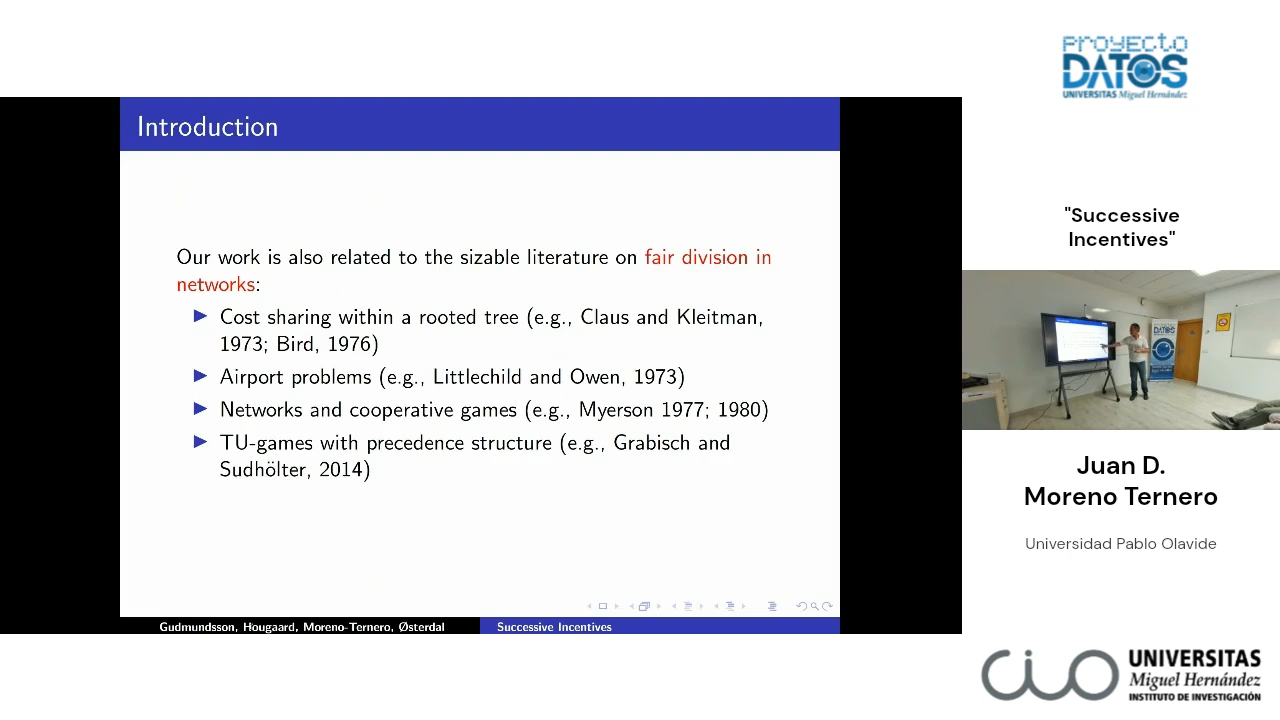 Introduction
Our work is also related to the sizable literature on fair division in
networks:
Cost sharing within a rooted tree (e.g., Claus and Kleitman,
1973; Bird, 1976)
Airport problems (e.g., Littlechild and Owen, 1973)
Networks and cooperative games (e.g., Myerson 1977; 1980)
TU-games with precedence structure (e.g., Grabisch and
Sudhölter, 2014)
Gudmundsson, Hougaard, Moreno-Ternero, Østerdal
Successive Incentives
PROYECTO
DATOS
UNIVERSITAS Miguel Hernández
"Successive
Incentives"
DATOS
Juan D.
Moreno Ternero
Universidad Pablo Olavide
CIO
UNIVERSITAS
Miguel Hernández
INSTITUTO DE INVESTIGACIÓN